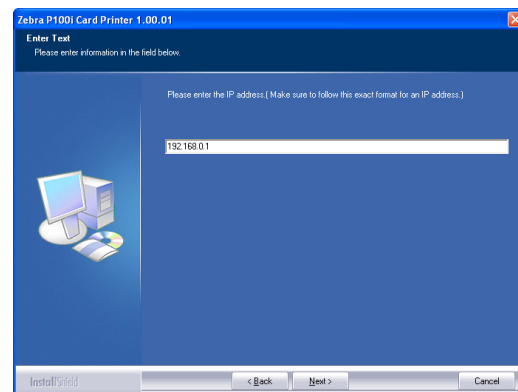 Zebra P100i Card Printer 1.00.01
Enter Text
Please enter information in the field below.
Please enter the IP address.( Make sure to follow this exact format for an IP address.)
192.168.0.1
InstallShield
< Back Next > Cancel